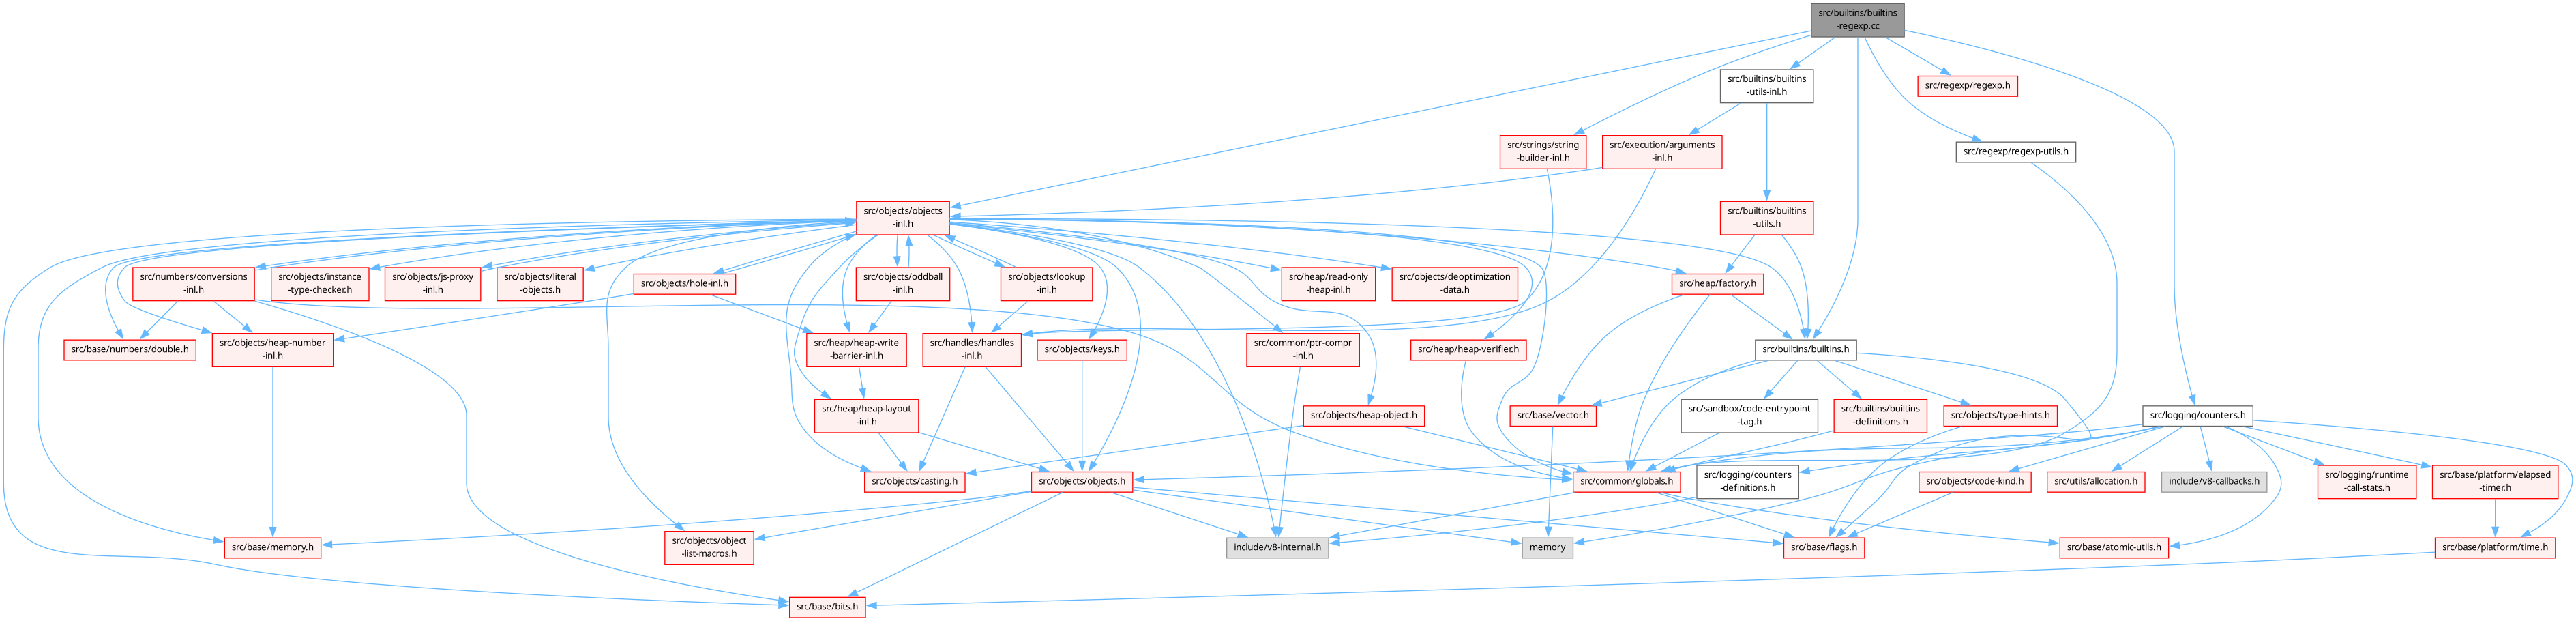 src/builtins/builtins
-regexp.cc
src/builtins/builtins
-utils-inl.h
src/regexp/regexp.h
src/strings/string
-builder-inl.h
src/execution/arguments
-inl.h
src/regexp/regexp-utils.h
src/objects/objects
-inl.h
src/builtins/builtins
-utils.h
src/numbers/conversions
-inl.h
src/objects/instance
-type-checker.h
src/objects/js-proxy
-inl.h
src/objects/literal
-objects.h
src/objects/hole-inl.h
src/objects/oddball
-inl.h
src/objects/lookup
-inl.h
src/heap/read-only
-heap-inl.h
src/objects/deoptimization
-data.h
src/heap/factory.h
src/base/numbers/double.h
src/objects/heap-number
-inl.h
src/heap/heap-write
-barrier-inl.h
src/handles/handles
-inl.h
src/objects/keys.h
src/common/ptr-compr
-inl.h
src/heap/heap-verifier.h
src/builtins/builtins.h
src/heap/heap-layout
-inl.h
src/objects/heap-object.h
src/base/vector.h
src/sandbox/code-entrypoint
-tag.h
src/builtins/builtins
-definitions.h
src/objects/type-hints.h
src/logging/counters.h
src/objects/casting.h
src/objects/objects.h
src/common/globals.h
src/logging/counters
-definitions.h
src/objects/code-kind.h
src/utils/allocation.h
include/v8-callbacks.h
src/logging/runtime
-call-stats.h
src/base/platform/elapsed
-timer.h
src/base/memory.h
src/objects/object
-list-macros.h
include/v8-internal.h
memory
src/base/flags.h
src/base/atomic-utils.h
src/base/platform/time.h
src/base/bits.h